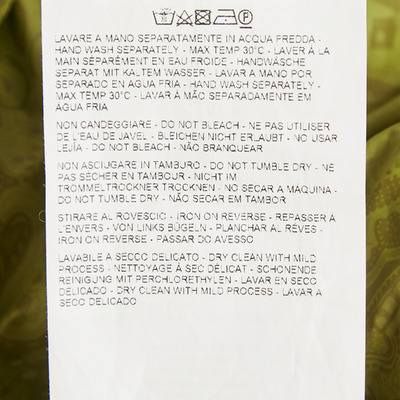 LAVARE A MANO SEPARATAMENTE IN ACQUA FREDDA -
HAND WASH SEPARATELY - MAX TEMP 30°C - LAVER À LA
MAIN SÉPARÉMENT EN EAU FROIDE - HANDWÄSCHE
SEPARAT MIT KALTEM WASSER - LAVAR A MANO POR
SEPARADO EN AGUA FRIA - HAND WASH SEPARATELY -
MAX TEMP 30°C - LAVAR À MÃO SEPARADAMENTE EM
AGUA FRIA
NON CANDEGGIARE - DO NOT BLEACH - NE PAS UTILISER
DE L'EAU DE JAVEL - BLEICHEN NICHT ERLAUBT - NO USAR
LEJÍA - DO NOT BLEACH - NÃO BRANQUEAR
NON ASCIUGARE IN TAMBURO - DO NOT TUMBLE DRY - NE
PAS SÉCHER EN TAMBOUR - NICHT IM
TROMMELTROCKNER TROCKNEN - NO SECAR A MAQUINA -
DO NOT TUMBLE DRY - NÃO SECAR EM TAMBOR
STIRARE AL ROVESCIO - IRON ON REVERSE - REPASSER À
L'ENVERS - VON LINKS BÜGELN - PLANCHAR AL RÉVES -
IRON ON REVERSE - PASSAR DO AVESSO
LAVABILE A SECCO DELICATO - DRY CLEAN WITH MILD
PROCESS - NETTOYAGE À SEC DÉLICAT - SCHONENDE
REINIGUNG MIT PERCHLORETHYLEN - LAVAR EN SECO
DELICADO - DRY CLEAN WITH MILD PROCESS - LAVAR A
SECO DELICADO